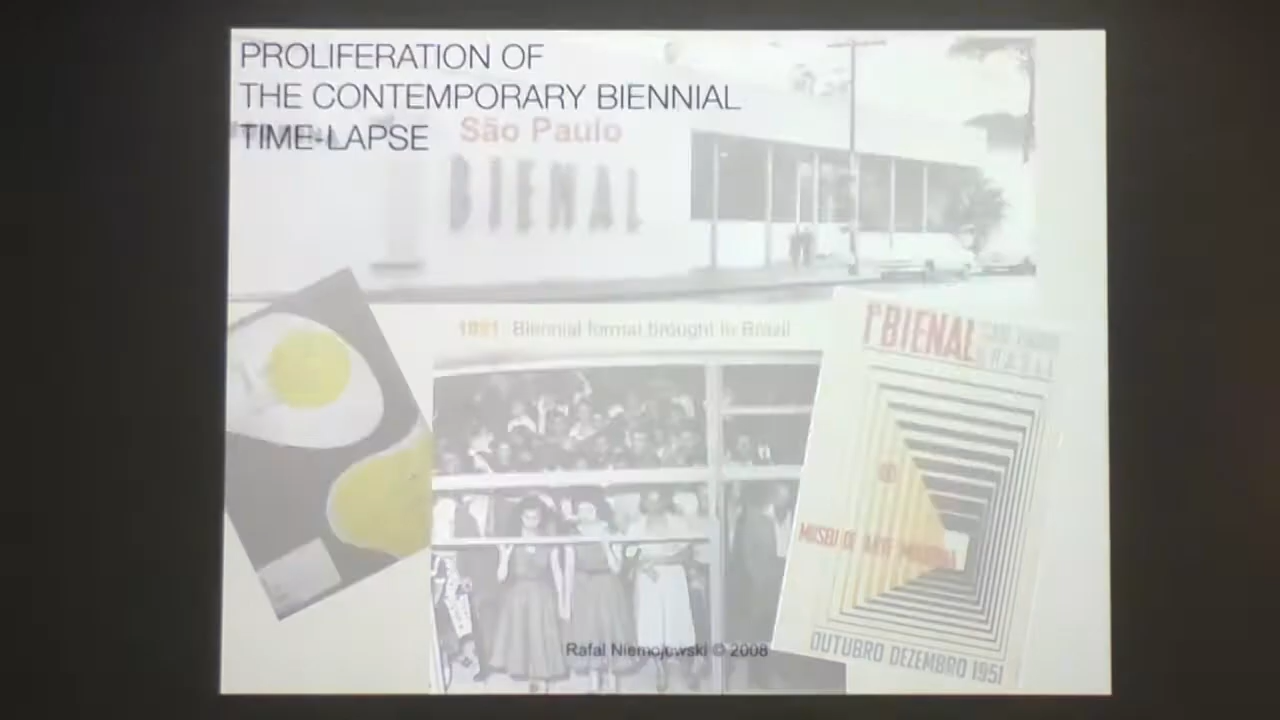 PROLIFERATION OF
THE CONTEMPORARY BIENNIAL
TIME-LAPSE
São Paulo
BIENAL
1951 Biennial format brought to Brazil
1ª BIENAL
MUSEU DE ARTE MODERNA
OUTUBRO DEZEMBRO 1951
Rafal Niemojewski © 2008